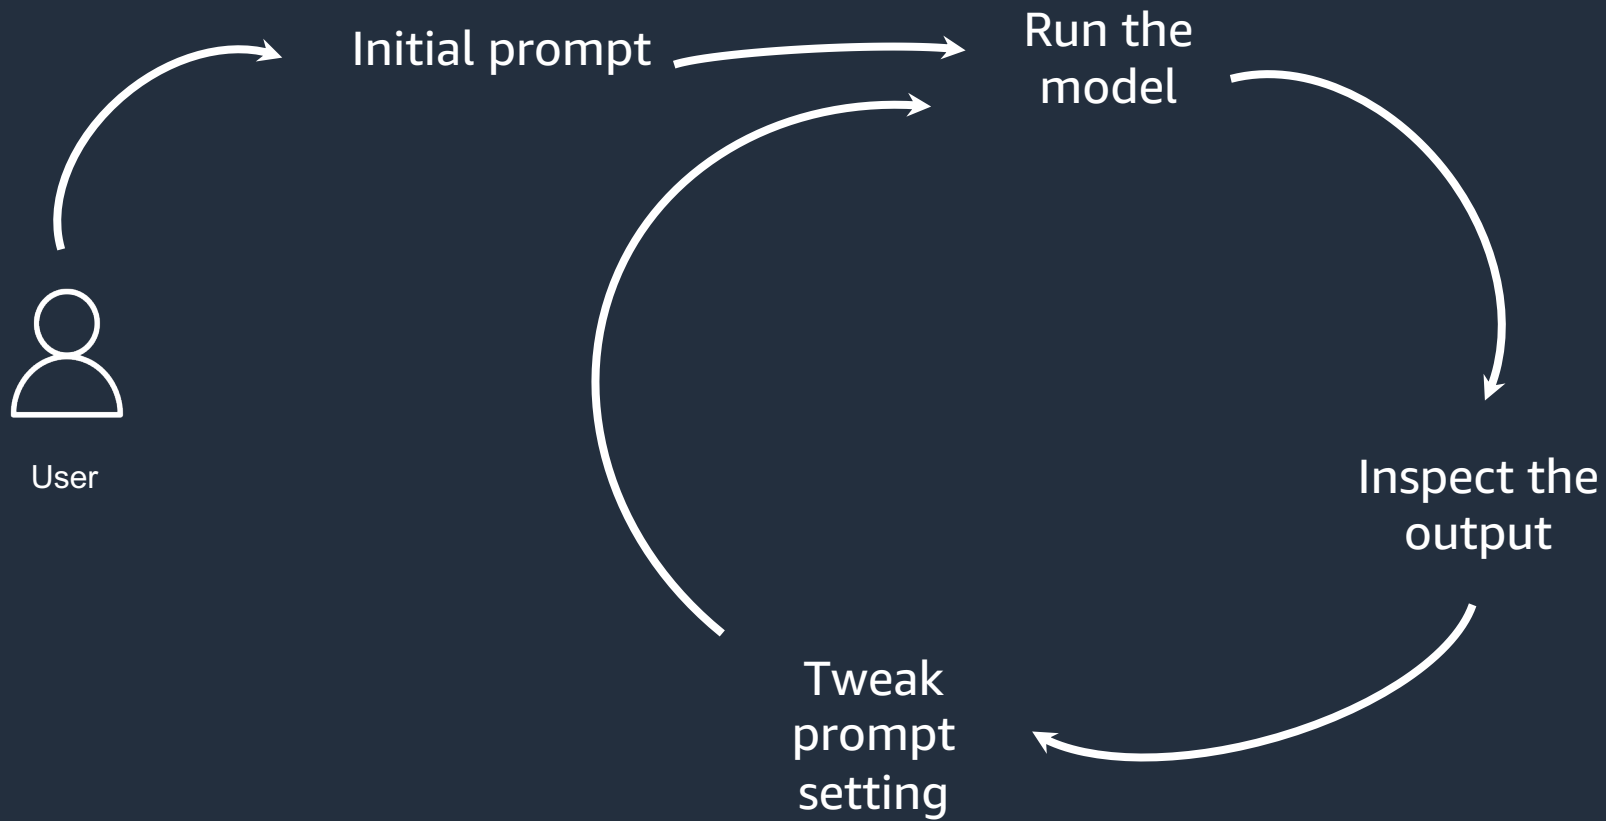 Initial prompt
Run the
model
User
Inspect the
output
Tweak
prompt
setting